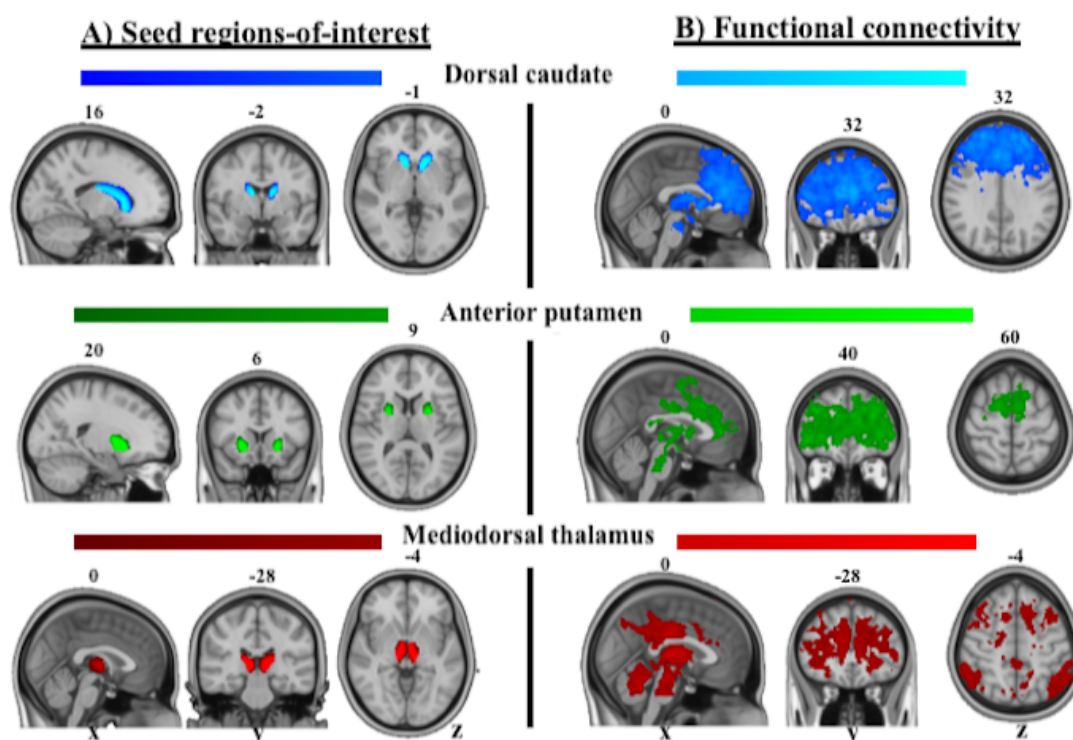 A) Seed regions-of-interest
B) Functional connectivity
Dorsal caudate
16
-2
-1
0
32
32
Anterior putamen
20
6
9
0
40
60
Mediodorsal thalamus
0
-28
-4
0
-28
-4
x
y
z
x
y
z